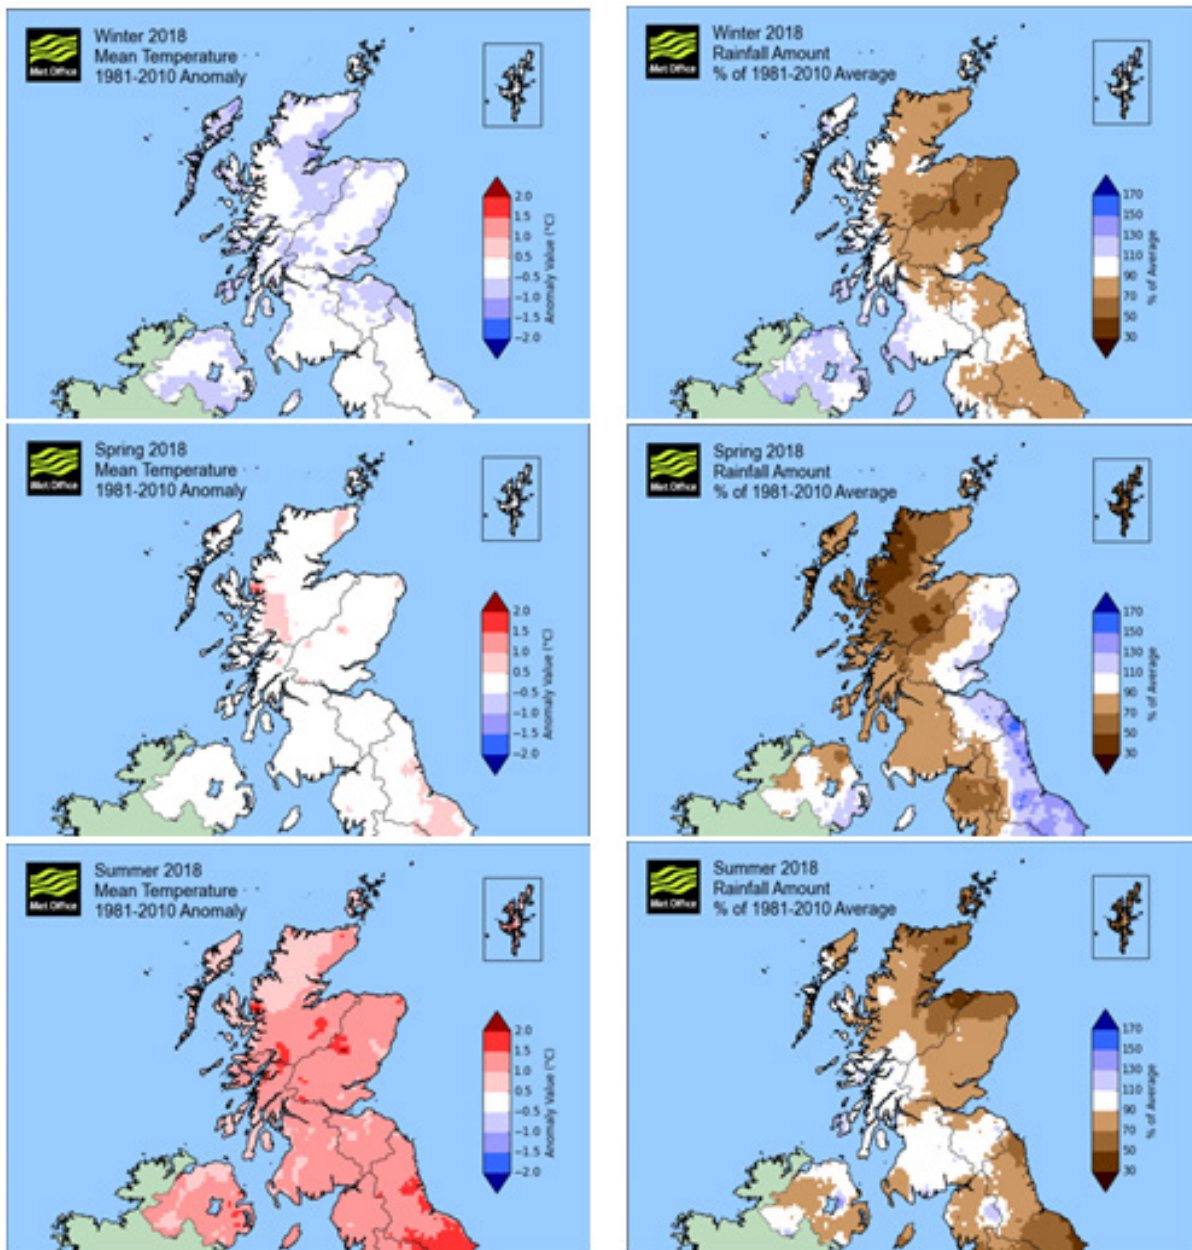 Met Office
Winter 2018
Mean Temperature
1981-2010 Anomaly
2.0
1.5
1.0
0.5
−0.5
−1.0
−1.5
−2.0
Anomaly Value (°C)
Met Office
Winter 2018
Rainfall Amount
% of 1981-2010 Average
170
150
130
110
90
70
50
30
% of Average
Met Office
Spring 2018
Mean Temperature
1981-2010 Anomaly
2.0
1.5
1.0
0.5
−0.5
−1.0
−1.5
−2.0
Anomaly Value (°C)
Met Office
Spring 2018
Rainfall Amount
% of 1981-2010 Average
170
150
130
110
90
70
50
30
% of Average
Met Office
Summer 2018
Mean Temperature
1981-2010 Anomaly
2.0
1.5
1.0
0.5
−0.5
−1.0
−1.5
−2.0
Anomaly Value (°C)
Met Office
Summer 2018
Rainfall Amount
% of 1981-2010 Average
170
150
130
110
90
70
50
30
% of Average